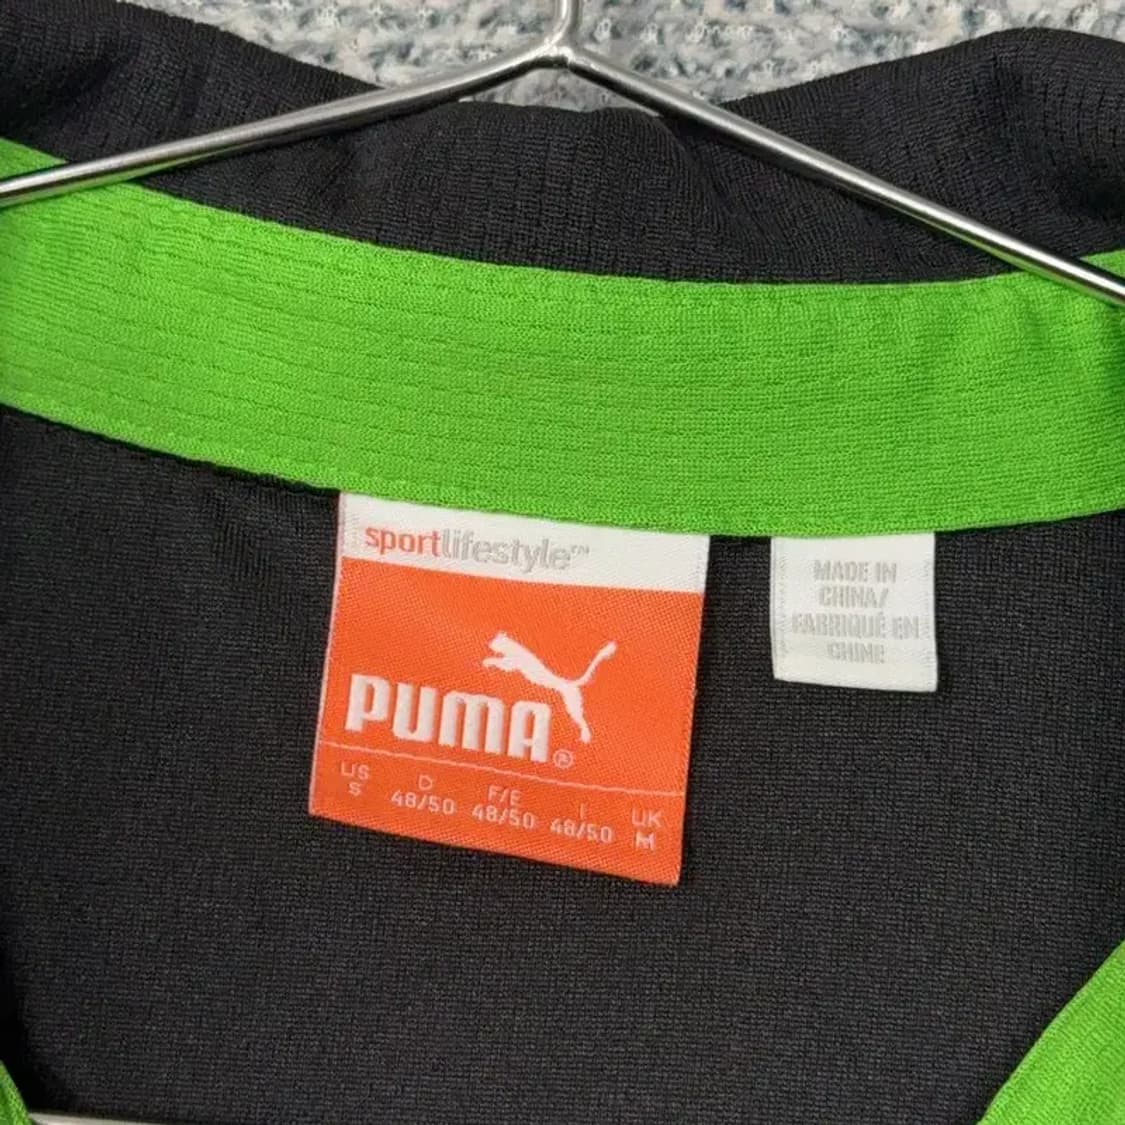 sportlifestyle™
PUMA®
US D F/E I UK
S 48/50 48/50 48/50 M
MADE IN
CHINA/
FABRIQUÉ EN
CHINE